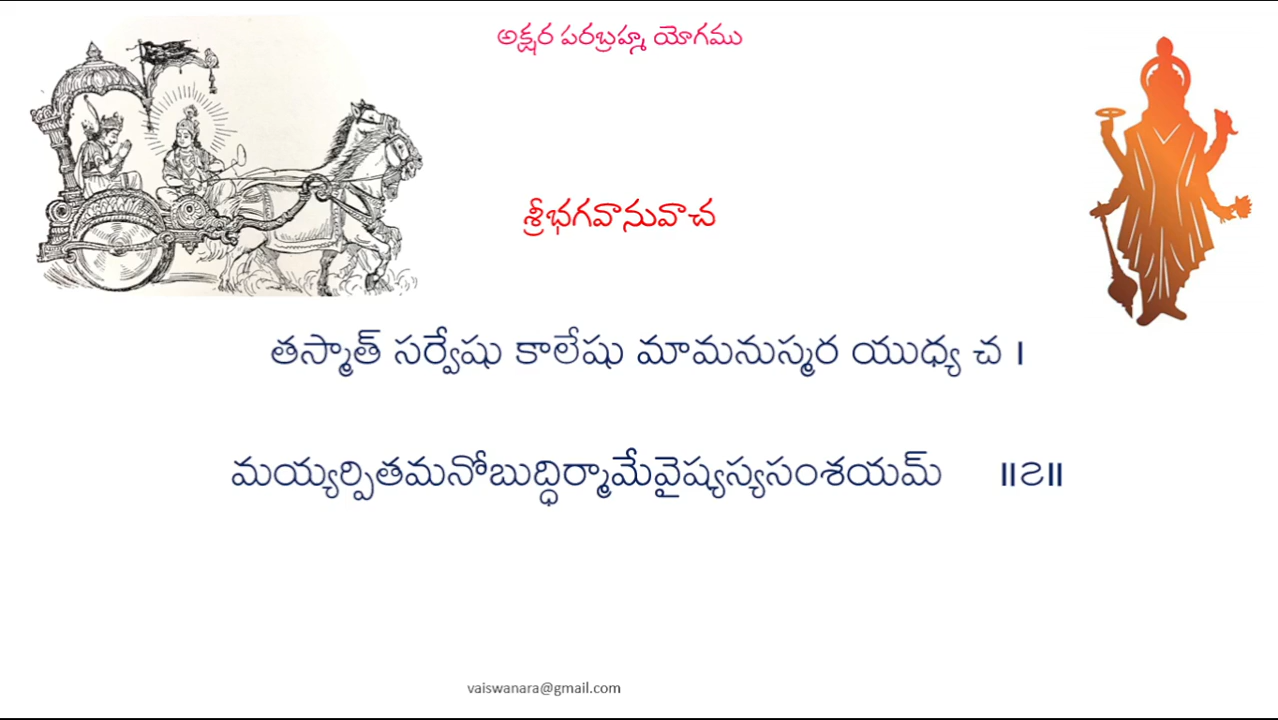 అక్షర పరబ్రహ్మ యోగము
శ్రీభగవానువాచ
తస్మాత్ సర్వేషు కాలేషు మామనుస్మర యుధ్య చ ।
మయ్యర్పితమనోబుద్ధిర్మామేవైష్యస్యసంశయమ్ ॥౭॥
vaiswanara@gmail.com